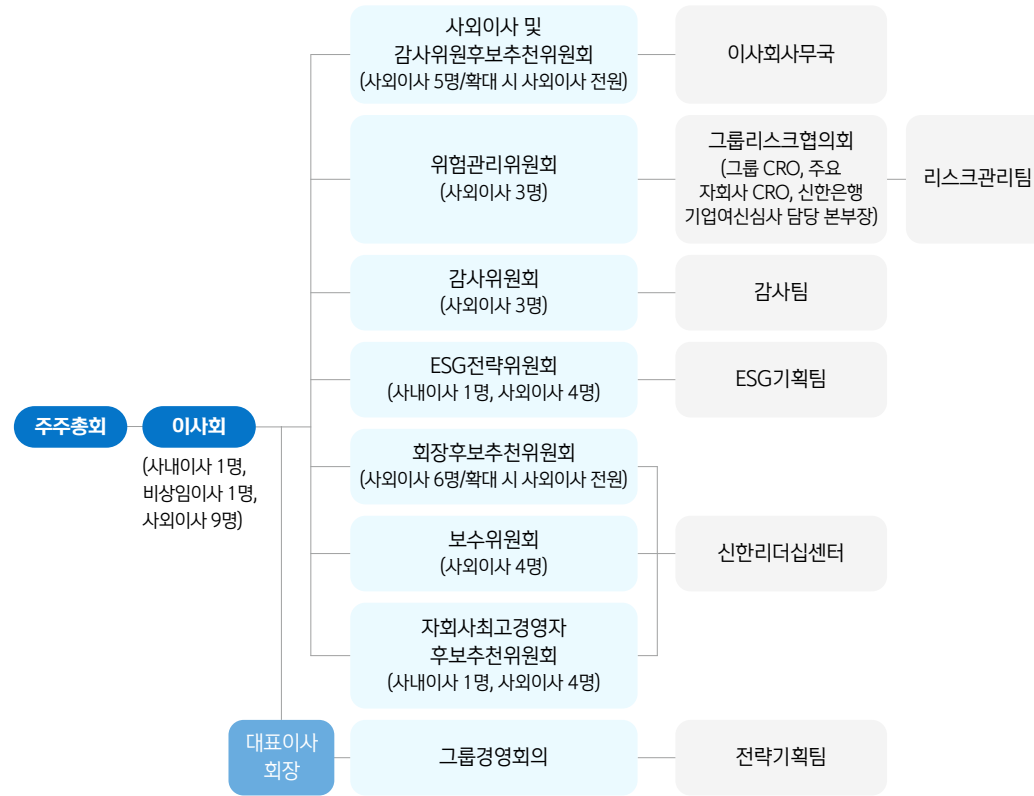 사외이사 및
감사위원후보추천위원회
(사외이사 5명/확대 시 사외이사 전원)
이사회사무국
위험관리위원회
(사외이사 3명)
그룹리스크협의회
(그룹 CRO, 주요
자회사 CRO, 신한은행
기업여신심사 담당 본부장)
리스크관리팀
감사위원회
(사외이사 3명)
감사팀
ESG전략위원회
(사내이사 1명, 사외이사 4명)
ESG기획팀
주주총회
이사회
(사내이사 1명,
비상임이사 1명,
사외이사 9명)
회장후보추천위원회
(사외이사 6명/확대 시 사외이사 전원)
보수위원회
(사외이사 4명)
신한리더십센터
자회사최고경영자
후보추천위원회
(사내이사 1명, 사외이사 4명)
대표이사
회장
그룹경영회의
전략기획팀